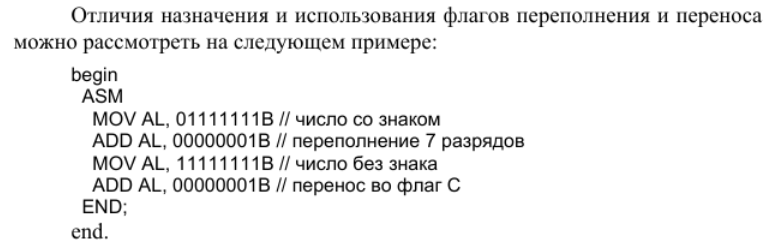 Отличия назначения и использования флагов переполнения и переноса
можно рассмотреть на следующем примере:
begin
ASM
MOV AL, 01111111B // число со знаком
ADD AL, 00000001B // переполнение 7 разрядов
MOV AL, 11111111B // число без знака
ADD AL, 00000001B // перенос во флаг С
END;
end.